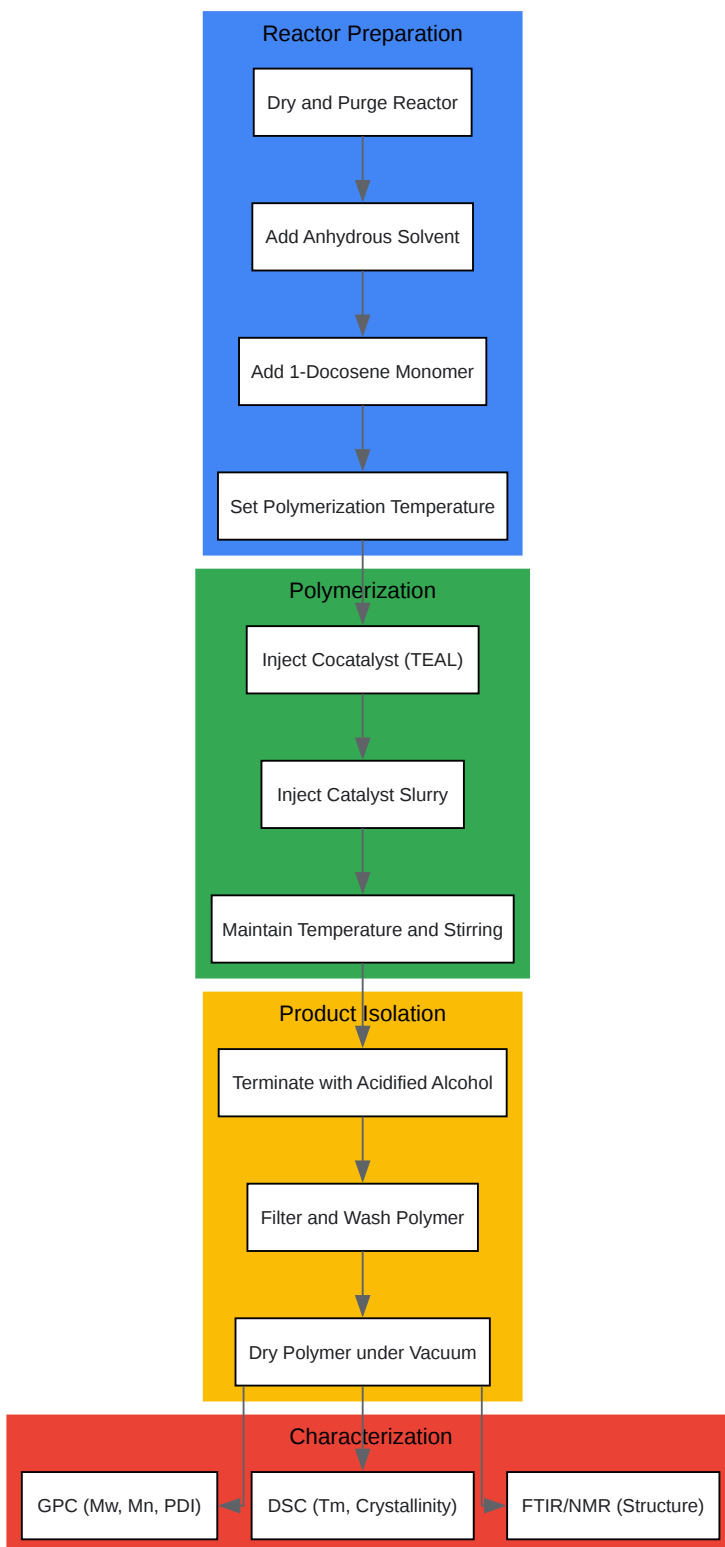 Reactor Preparation
Dry and Purge Reactor
Add Anhydrous Solvent
Add 1-Docosene Monomer
Set Polymerization Temperature
Polymerization
Inject Cocatalyst (TEAL)
Inject Catalyst Slurry
Maintain Temperature and Stirring
Product Isolation
Terminate with Acidified Alcohol
Filter and Wash Polymer
Dry Polymer under Vacuum
Characterization
GPC (Mw, Mn, PDI)
DSC (Tm, Crystallinity)
FTIR/NMR (Structure)